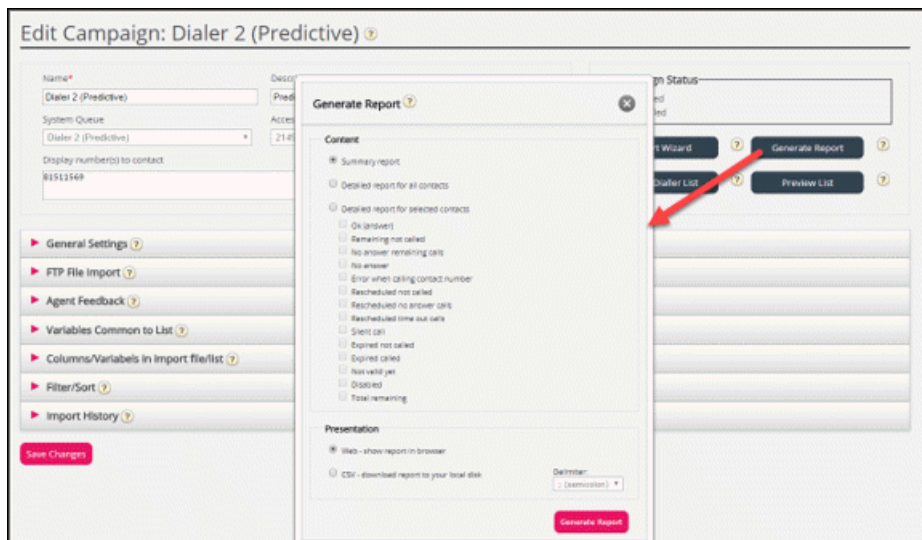 Edit Campaign: Dialer 2 (Predictive) ?
Name*
Dialer 2 (Predictive)
System Queue
Dialer 2 (Predictive)
Display number(s) to contact
81511569
General Settings ?
FTP File Import ?
Agent Feedback ?
Variables Common to List ?
Columns/Variabels in import file/list ?
Filter/Sort ?
Import History ?
Save Changes
Generate Report ?
Content
Summary report
Detailed report for all contacts
Detailed report for selected contacts
Ok (answer)
Remaining not called
No answer remaining calls
No answer
Error when calling contact number
Rescheduled not called
Rescheduled no answer calls
Rescheduled time out calls
Silent call
Expired not called
Expired called
Not valid yet
Disabled
Total remaining
Presentation
Web - show report in browser
CSV - download report to your local disk
Delimiter:
; (semicolon)
Generate Report
Wizard ?
Generate Report ?
Dialler List ?
Preview List ?